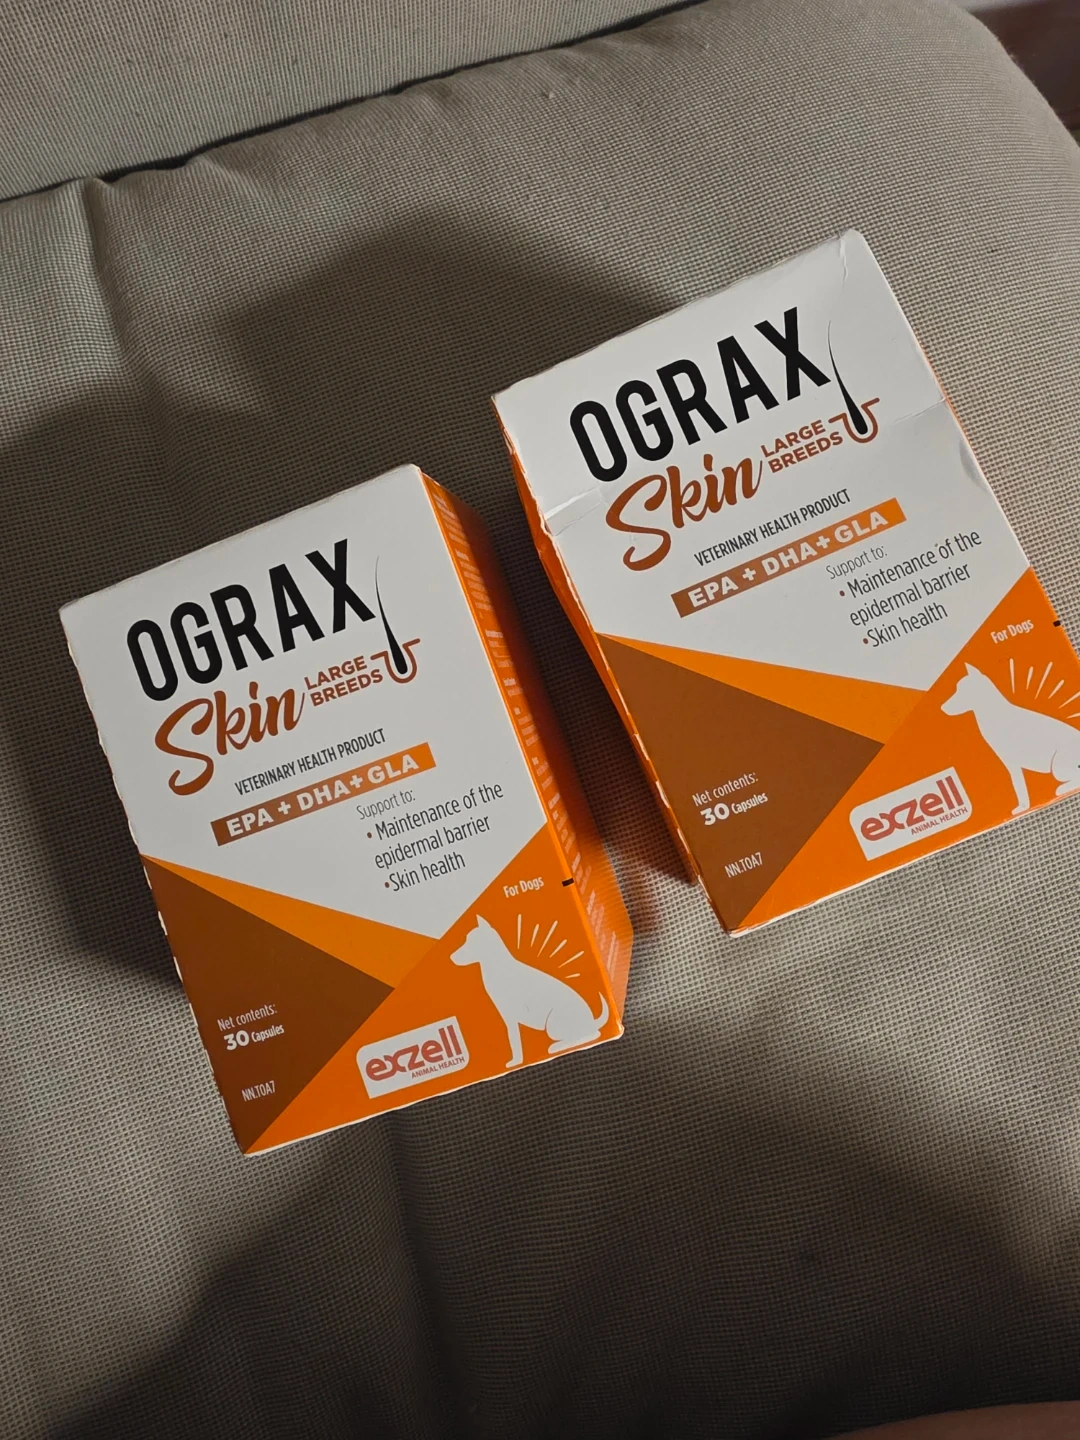 OGRAX
Skin LARGE
BREEDS
VETERINARY HEALTH PRODUCT
EPA + DHA + GLA
Support to:
• Maintenance of the
epidermal barrier
• Skin health
For Dogs
Net contents:
30 Capsules
NN.T0A7
exzell
ANIMAL HEALTH
OGRAX
Skin LARGE
BREEDS
VETERINARY HEALTH PRODUCT
EPA + DHA + GLA
Support to:
• Maintenance of the
epidermal barrier
• Skin health
For Dogs
Net contents:
30 Capsules
NN.T0A7
exzell
ANIMAL HEALTH